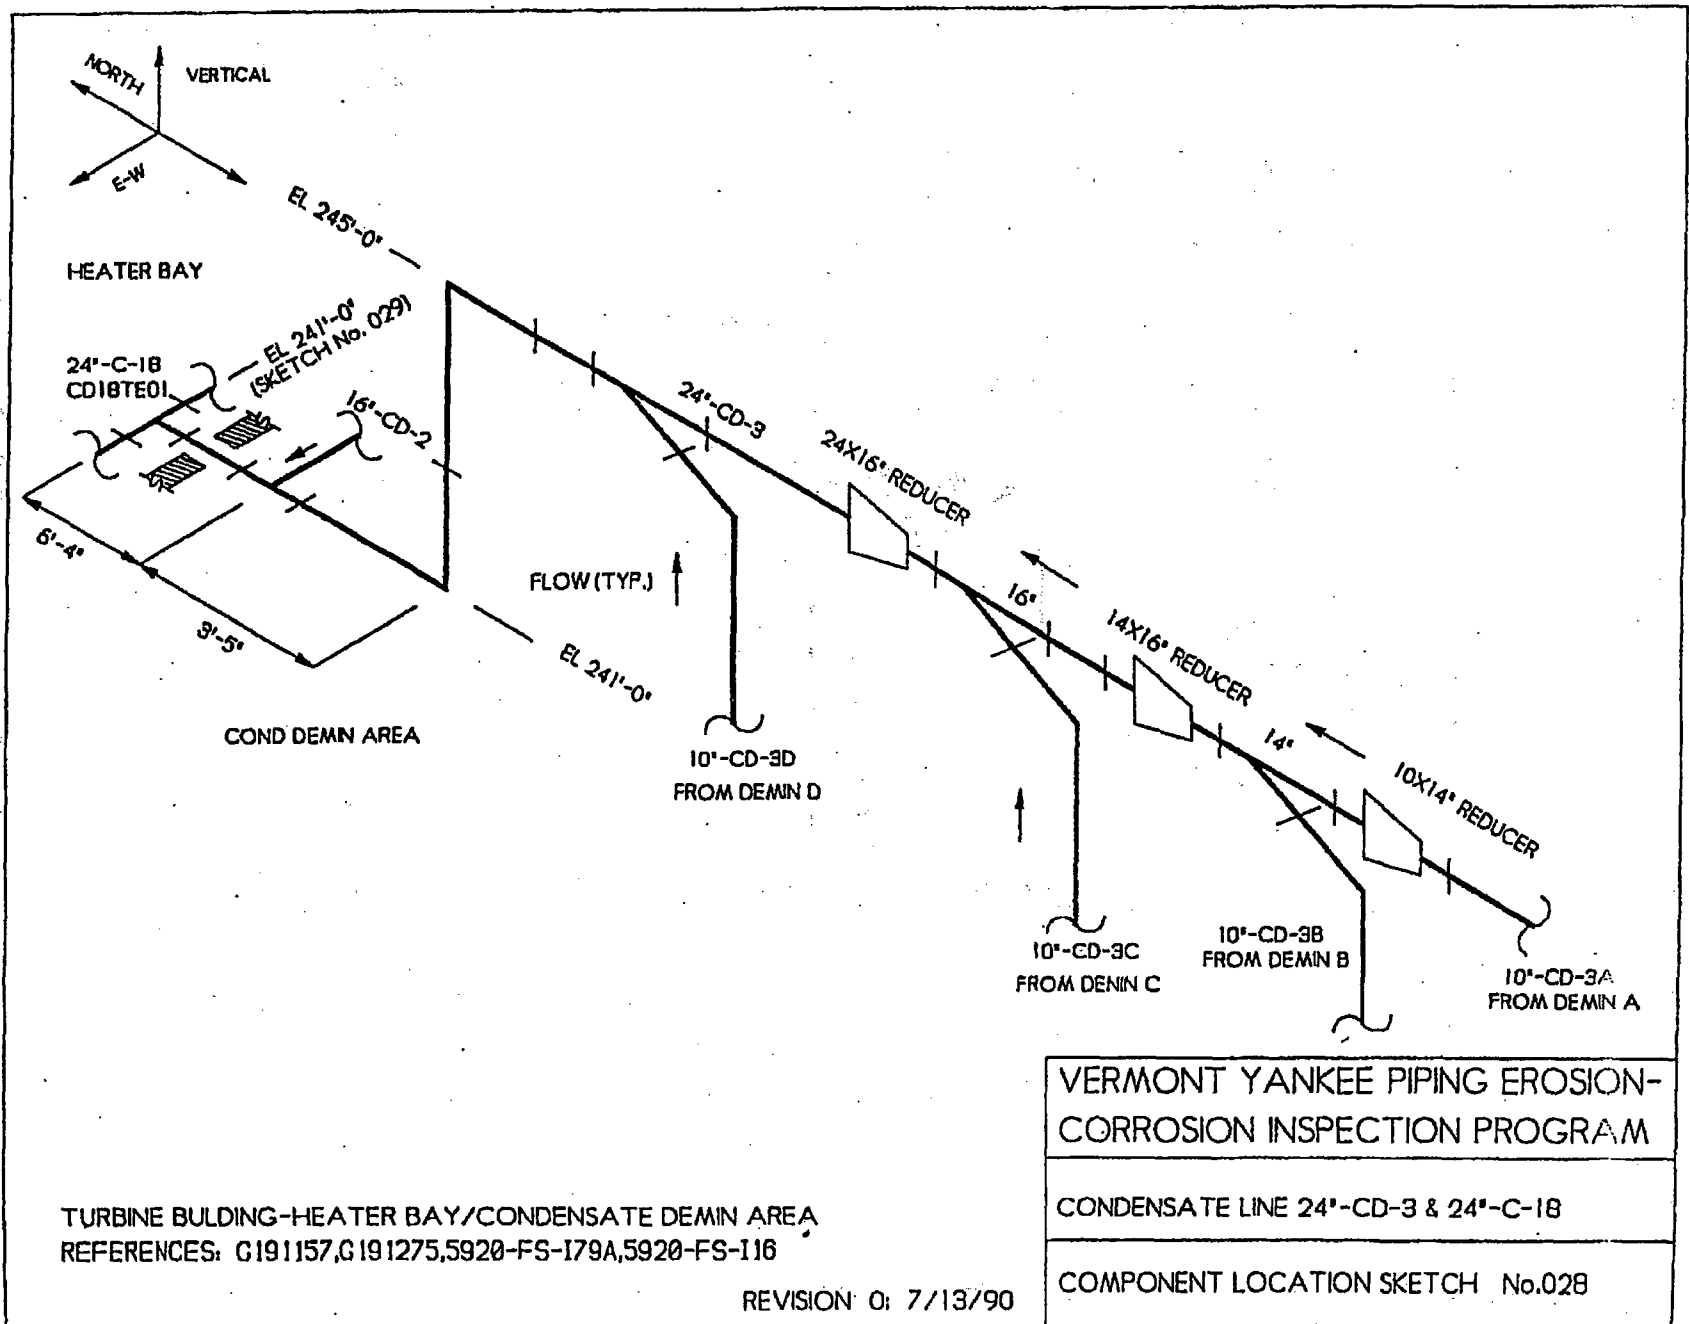 NORTH
VERTICAL
E-W
EL 245'-0"
HEATER BAY
EL 241'-0"
(SKETCH No. 029)
24"-C-18
CD18TE01
16"-CD-2
24"-CD-3
24X16" REDUCER
6'-4"
3'-5"
FLOW (TYP.)
EL 241'-0"
16"
14X16" REDUCER
14"
10X14" REDUCER
COND DEMIN AREA
10"-CD-3D
FROM DEMIN D
10"-CD-3C
FROM DENIN C
10"-CD-3B
FROM DEMIN B
10"-CD-3A
FROM DEMIN A
VERMONT YANKEE PIPING EROSION-
CORROSION INSPECTION PROGRAM
CONDENSATE LINE 24"-CD-3 & 24"-C-18
COMPONENT LOCATION SKETCH No.028
TURBINE BULDING-HEATER BAY/CONDENSATE DEMIN AREA
REFERENCES: G191157,G191275,5920-FS-I79A,5920-FS-I16
REVISION 0: 7/13/90